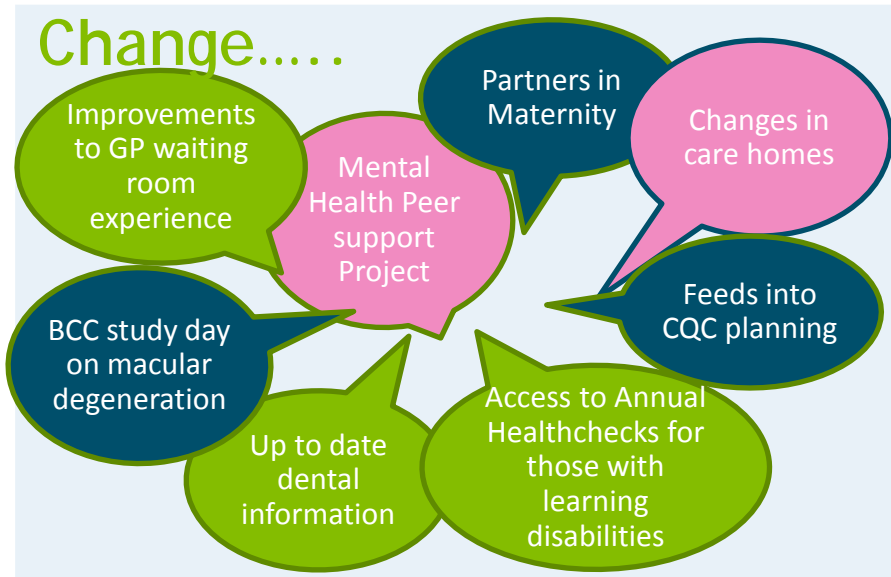 Change.....
Improvements
to GP waiting
room
experience
Mental
Health Peer
support
Project
Partners in
Maternity
Changes in
care homes
BCC study day
on macular
degeneration
Feeds into
CQC planning
Up to date
dental
information
Access to Annual
Healthchecks for
those with
learning
disabilities